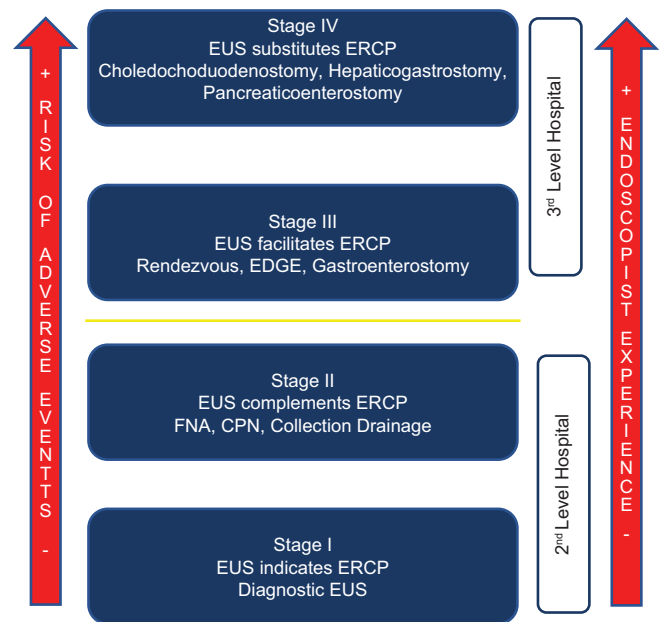 + RISK OF ADVERSE EVENTTS -
Stage IV
EUS substitutes ERCP
Choledochoduodenostomy, Hepaticogastrostomy,
Pancreaticoenterostomy
Stage III
EUS facilitates ERCP
Rendezvous, EDGE, Gastroenterostomy
Stage II
EUS complements ERCP
FNA, CPN, Collection Drainage
Stage I
EUS indicates ERCP
Diagnostic EUS
3rd Level Hospital
2nd Level Hospital
+ ENDOSCOPIST EXPERIENCE -